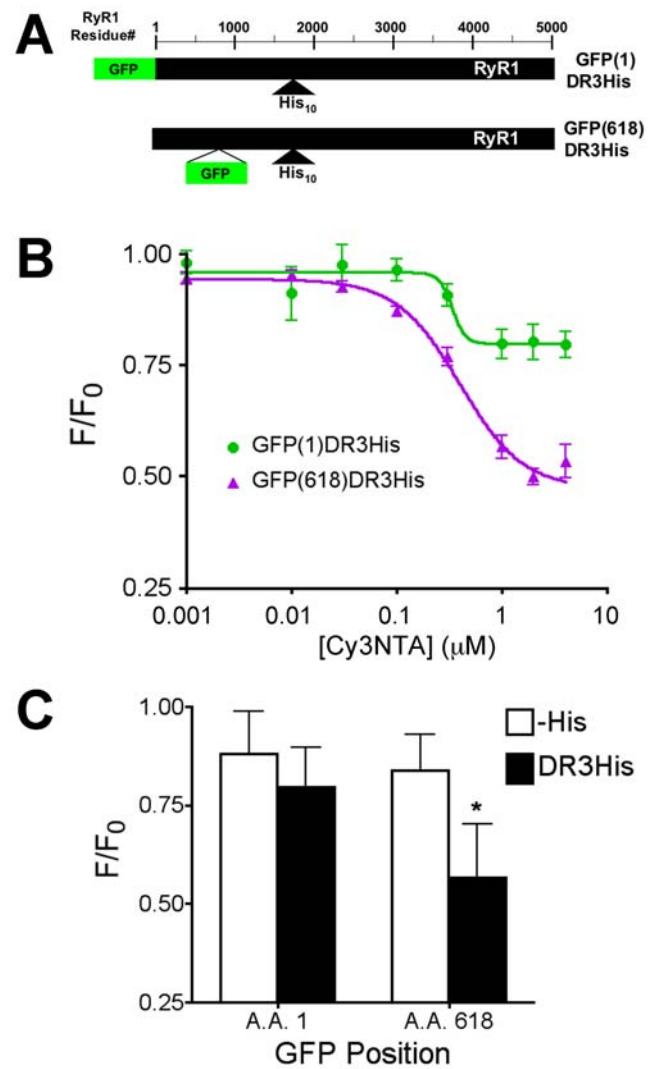 A
RyR1
Residue#
1 1000 2000 3000 4000 5000
GFP RyR1 GFP(1)
DR3His
His10
RyR1 GFP(618)
DR3His
GFP His10
B
1.00
0.75
0.50
0.25
F/F0
GFP(1)DR3His
GFP(618)DR3His
0.001 0.01 0.1 1 10
[Cy3NTA] (μM)
C
1.00
0.75
0.50
0.25
F/F0
-His
DR3His
*
A.A. 1 A.A. 618
GFP Position